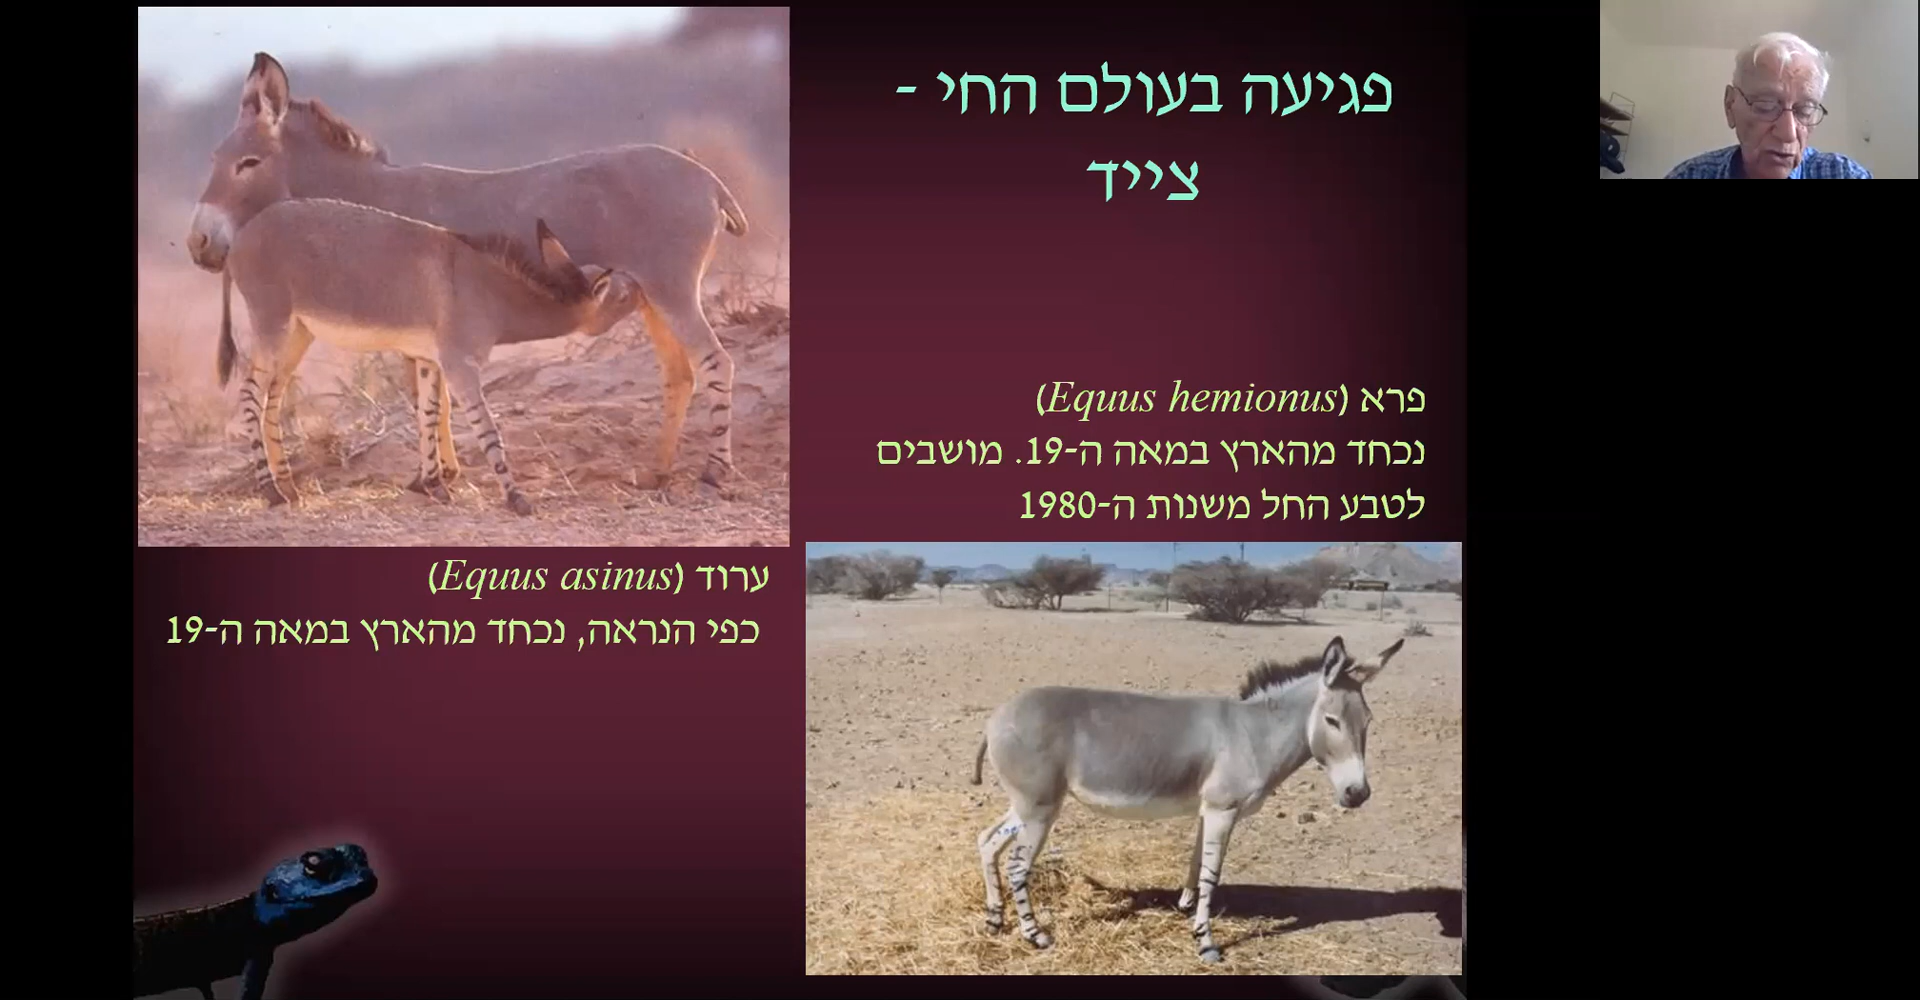 פגיעה בעולם החי -
צייד
פרא (Equus hemionus)
נכחד מהארץ במאה ה-19. מושבים
לטבע החל משנות ה-1980
ערוד (Equus asinus)
כפי הנראה, נכחד מהארץ במאה ה-19